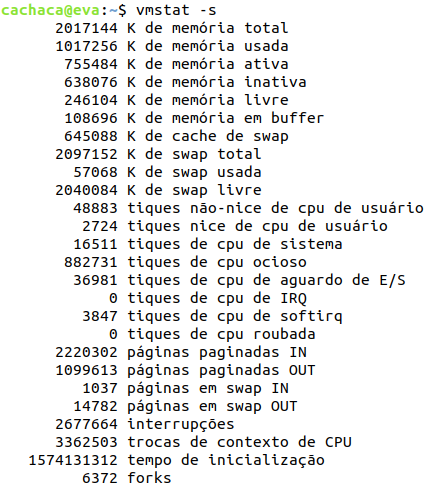 cachaca@eva:~$ vmstat -s
2017144 K de memória total
1017256 K de memória usada
755484 K de memória ativa
638076 K de memória inativa
246104 K de memória livre
108696 K de memória em buffer
645088 K de cache de swap
2097152 K de swap total
57068 K de swap usada
2040084 K de swap livre
48883 tiques não-nice de cpu de usuário
2724 tiques nice de cpu de usuário
16511 tiques de cpu de sistema
882731 tiques de cpu ocioso
36981 tiques de cpu de aguardo de E/S
0 tiques de cpu de IRQ
3847 tiques de cpu de softirq
0 tiques de cpu roubada
2220302 páginas paginadas IN
1099613 páginas paginadas OUT
1037 páginas em swap IN
14782 páginas em swap OUT
2677664 interrupções
3362503 trocas de contexto de CPU
1574131312 tempo de inicialização
6372 forks